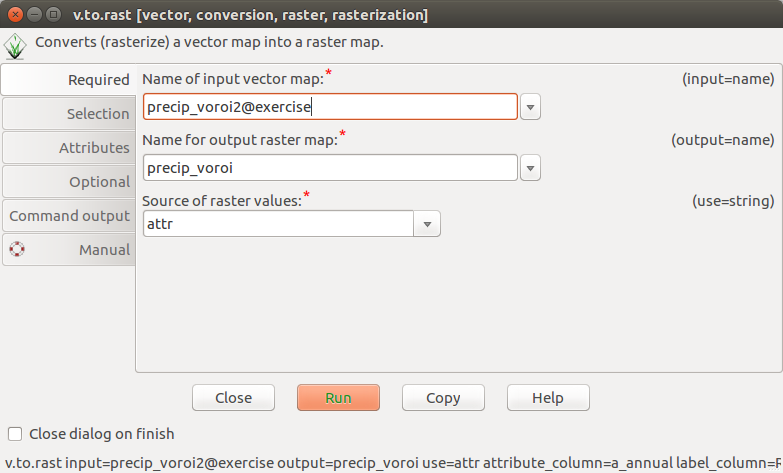 v.to.rast [vector, conversion, raster, rasterization]
Converts (rasterize) a vector map into a raster map.
Required
Selection
Attributes
Optional
Command output
Manual
Name of input vector map:* (input=name)
precip_voroi2@exercise
Name for output raster map:* (output=name)
precip_voroi
Source of raster values:* (use=string)
attr
Close Run Copy Help
Close dialog on finish
v.to.rast input=precip_voroi2@exercise output=precip_voroi use=attr attribute_column=a_annual label_column=